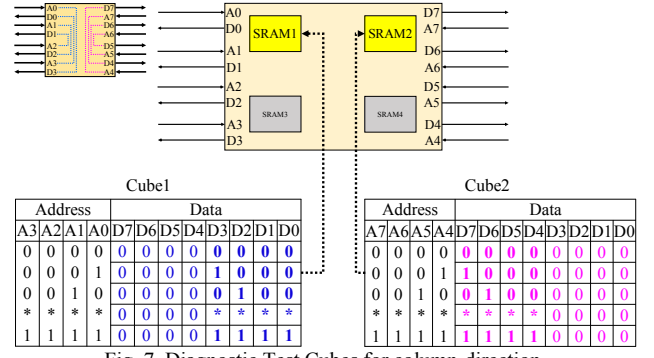 A0 D7
D0 A7
A1 D6
D1 A6
A2 D5
D2 A5
A3 D4
D3 A4
A0 D7
D0 SRAM1 SRAM2 A7
A1 D6
D1 A6
A2 D5
D2 A5
SRAM3 SRAM4
A3 D4
D3 A4
Cube1
Address Data
A3 A2 A1 A0 D7 D6 D5 D4 D3 D2 D1 D0
0 0 0 0 0 0 0 0 0 0 0 0
0 0 0 1 0 0 0 0 1 0 0 0
0 0 1 0 0 0 0 0 0 1 0 0
* * * * 0 0 0 0 * * * *
1 1 1 1 0 0 0 0 1 1 1 1
Cube2
Address Data
A7 A6 A5 A4 D7 D6 D5 D4 D3 D2 D1 D0
0 0 0 0 0 0 0 0 0 0 0 0
0 0 0 1 1 0 0 0 0 0 0 0
0 0 1 0 0 1 0 0 0 0 0 0
* * * * * * * * 0 0 0 0
1 1 1 1 1 1 1 1 0 0 0 0
Fig. 7. Diagnostic Test Cubes for column-direction